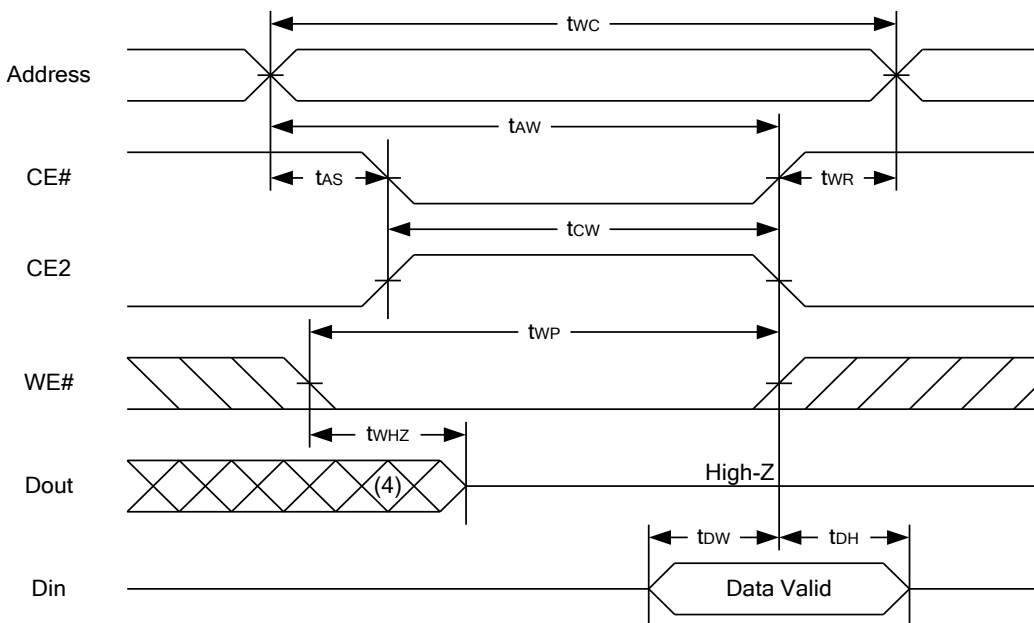 tWC
Address
tAW
CE#
tAS
tWR
tCW
CE2
tWP
WE#
tWHZ
Dout
(4)
High-Z
tDW
tDH
Din
Data Valid